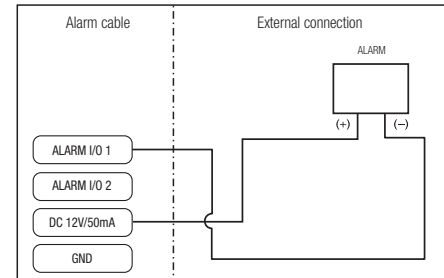 Alarm cable
External connection
ALARM
(+)
(−)
ALARM I/O 1
ALARM I/O 2
DC 12V/50mA
GND